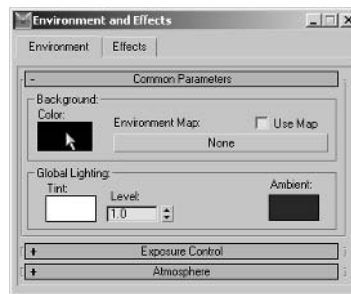 Environment and Effects
Environment Effects
- Common Parameters
Background:
Color:
Environment Map: Use Map
None
Global Lighting:
Tint: Level: Ambient:
1.0
+ Exposure Control
+ Atmosphere